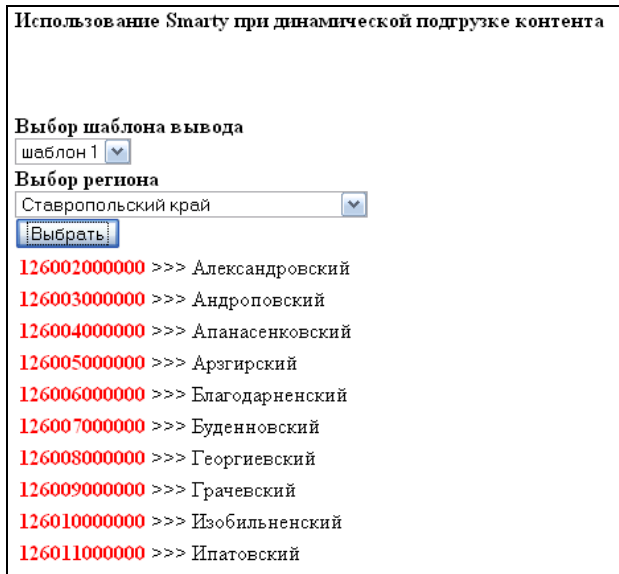 Использование Smarty при динамической подгрузке контента
Выбор шаблона вывода
шаблон 1
Выбор региона
Ставропольский край
Выбрать
126002000000 >>> Александровский
126003000000 >>> Андроповский
126004000000 >>> Апанасенковский
126005000000 >>> Арзгирский
126006000000 >>> Благодарненский
126007000000 >>> Буденновский
126008000000 >>> Георгиевский
126009000000 >>> Грачевский
126010000000 >>> Изобильненский
126011000000 >>> Ипатовский